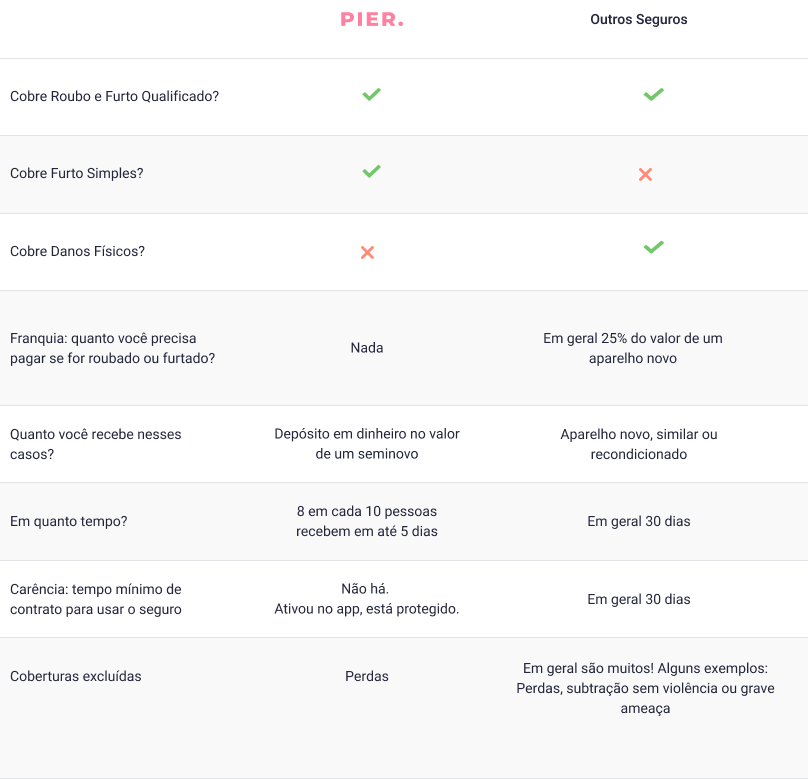 PIER.
Outros Seguros
Cobre Roubo e Furto Qualificado?
Cobre Furto Simples?
Cobre Danos Físicos?
Franquia: quanto você precisa
pagar se for roubado ou furtado?
Nada
Em geral 25% do valor de um
aparelho novo
Quanto você recebe nesses
casos?
Depósito em dinheiro no valor
de um seminovo
Aparelho novo, similar ou
recondicionado
Em quanto tempo?
8 em cada 10 pessoas
recebem em até 5 dias
Em geral 30 dias
Carência: tempo mínimo de
contrato para usar o seguro
Não há.
Ativou no app, está protegido.
Em geral 30 dias
Coberturas excluídas
Perdas
Em geral são muitos! Alguns exemplos:
Perdas, subtração sem violência ou grave
ameaça